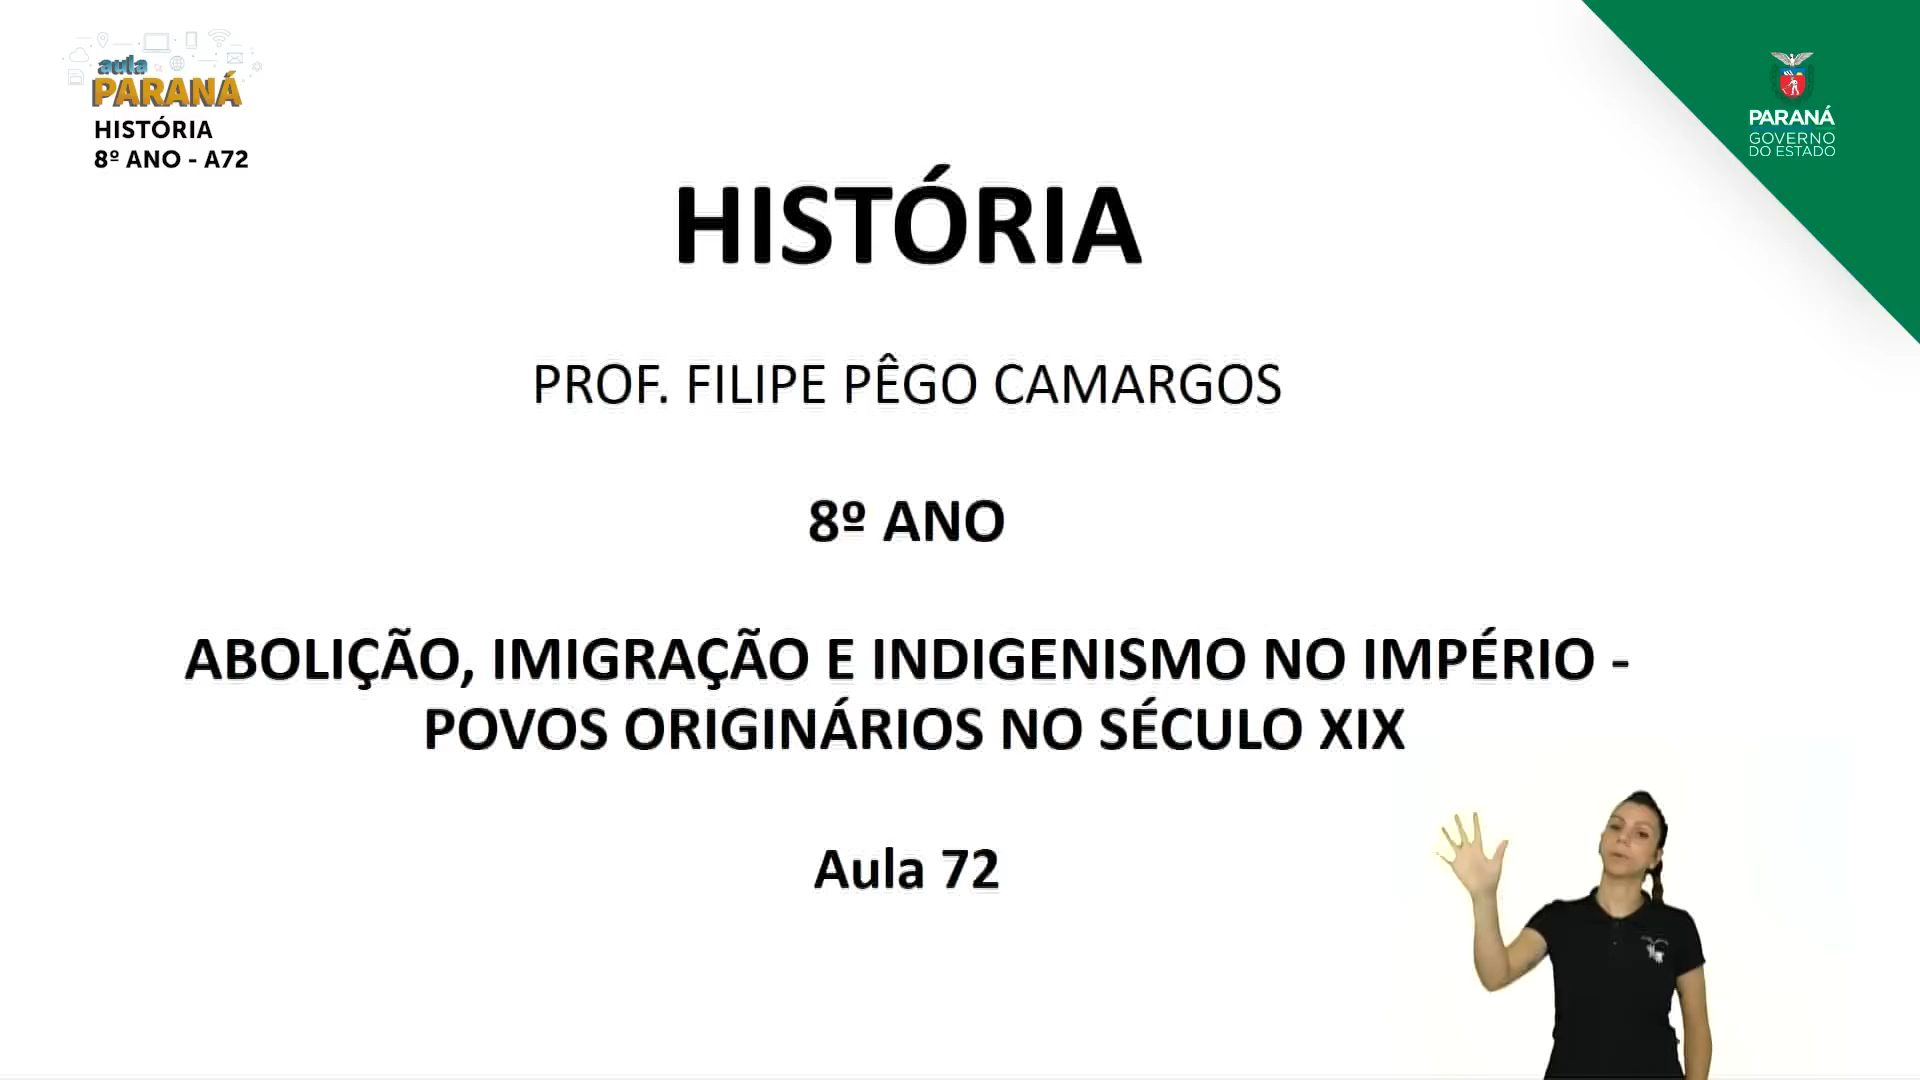 aula
PARANÁ
HISTÓRIA
8º ANO - A72
PARANÁ
GOVERNO
DO ESTADO
HISTÓRIA
PROF. FILIPE PÊGO CAMARGOS
8º ANO
ABOLIÇÃO, IMIGRAÇÃO E INDIGENISMO NO IMPÉRIO -
POVOS ORIGINÁRIOS NO SÉCULO XIX
Aula 72